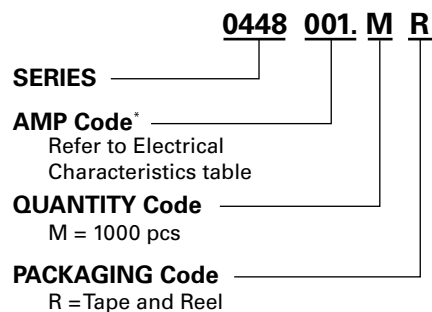 0448 001. M R
SERIES
AMP Code*
Refer to Electrical
Characteristics table
QUANTITY Code
M = 1000 pcs
PACKAGING Code
R = Tape and Reel